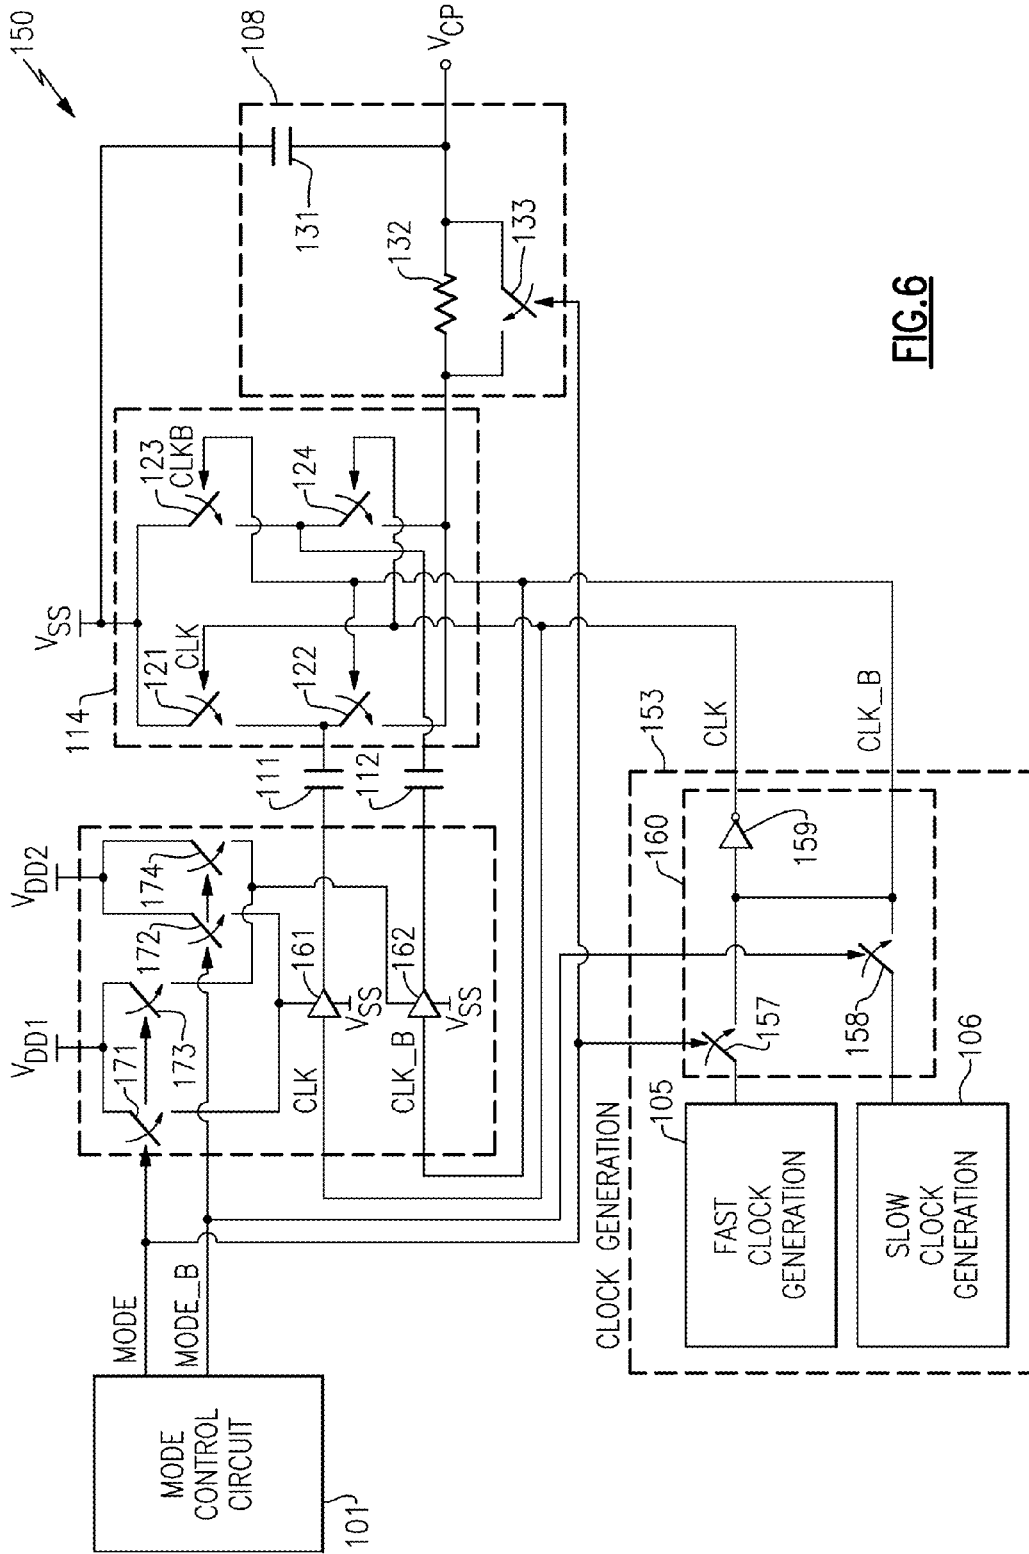 150
MODE
CONTROL
CIRCUIT
101
MODE
MODE_B
VDD1
VDD2
171
173
172
174
161
162
VSS
VSS
CLK
CLK_B
111
112
114
VSS
121
CLK
122
123
CLKB
124
108
131
132
133
VCP
CLOCK GENERATION
153
160
105
FAST
CLOCK
GENERATION
SLOW
CLOCK
GENERATION
106
157
158
159
CLK
CLK_B
FIG.6